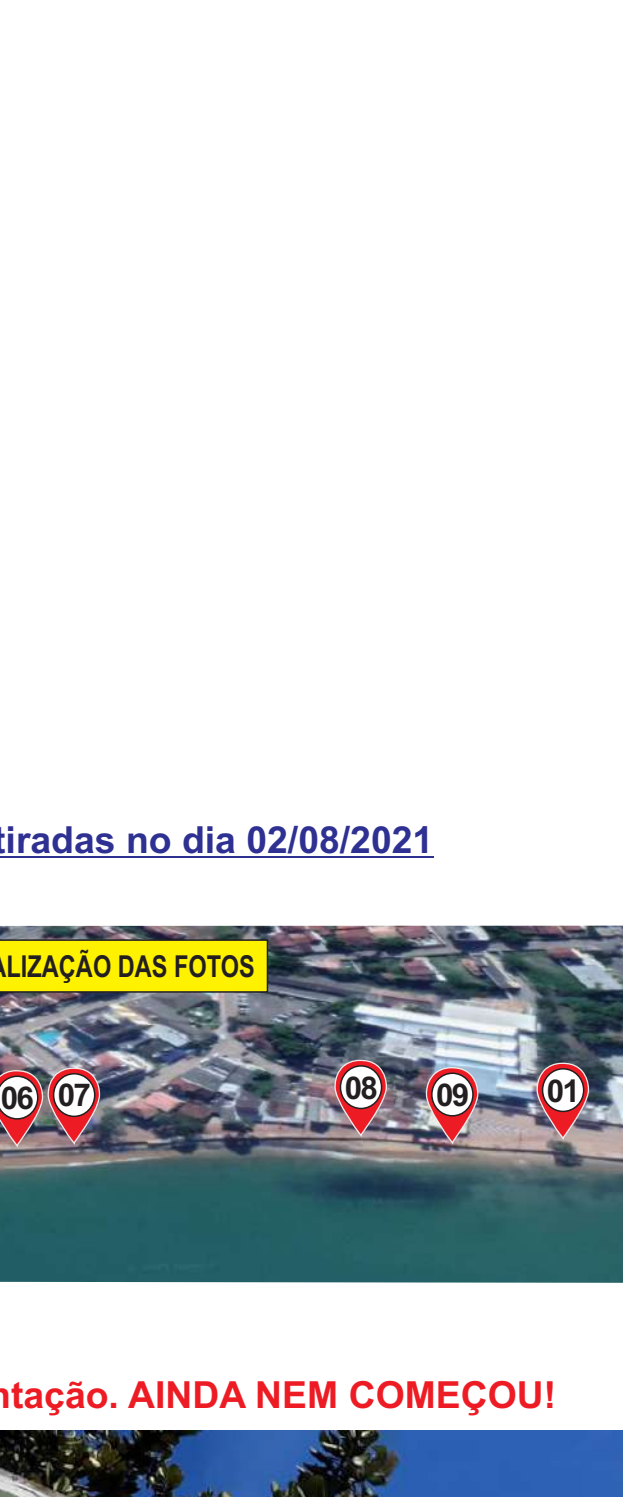 tiradas no dia 02/08/2021
ALIZAÇÃO DAS FOTOS
06 07 08 09 01
ntação. AINDA NEM COMEÇOU!